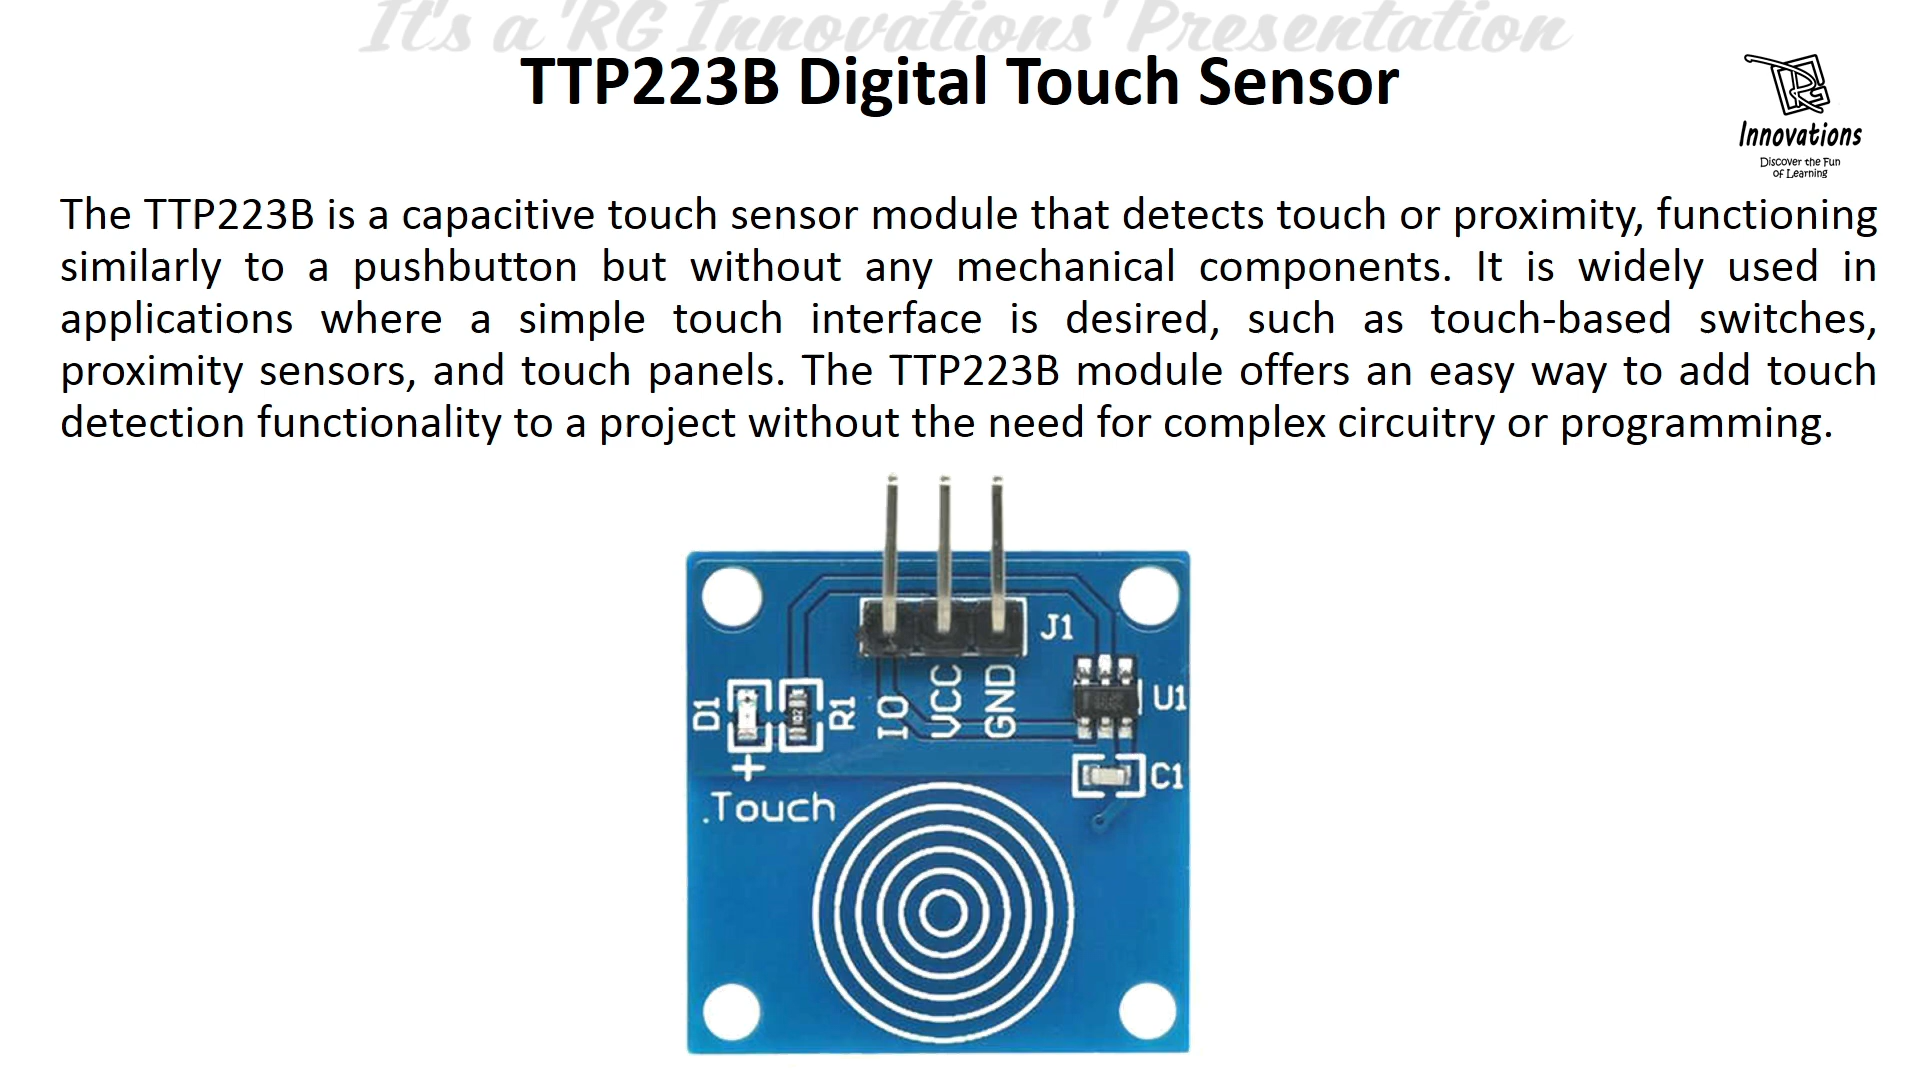 It's a 'RG Innovations' Presentation
TTP223B Digital Touch Sensor
RG
Innovations
Discover the Fun
of Learning
The TTP223B is a capacitive touch sensor module that detects touch or proximity, functioning
similarly to a pushbutton but without any mechanical components. It is widely used in
applications where a simple touch interface is desired, such as touch-based switches,
proximity sensors, and touch panels. The TTP223B module offers an easy way to add touch
detection functionality to a project without the need for complex circuitry or programming.
J1
D1
R1
IO
VCC
GND
U1
+
C1
.Touch